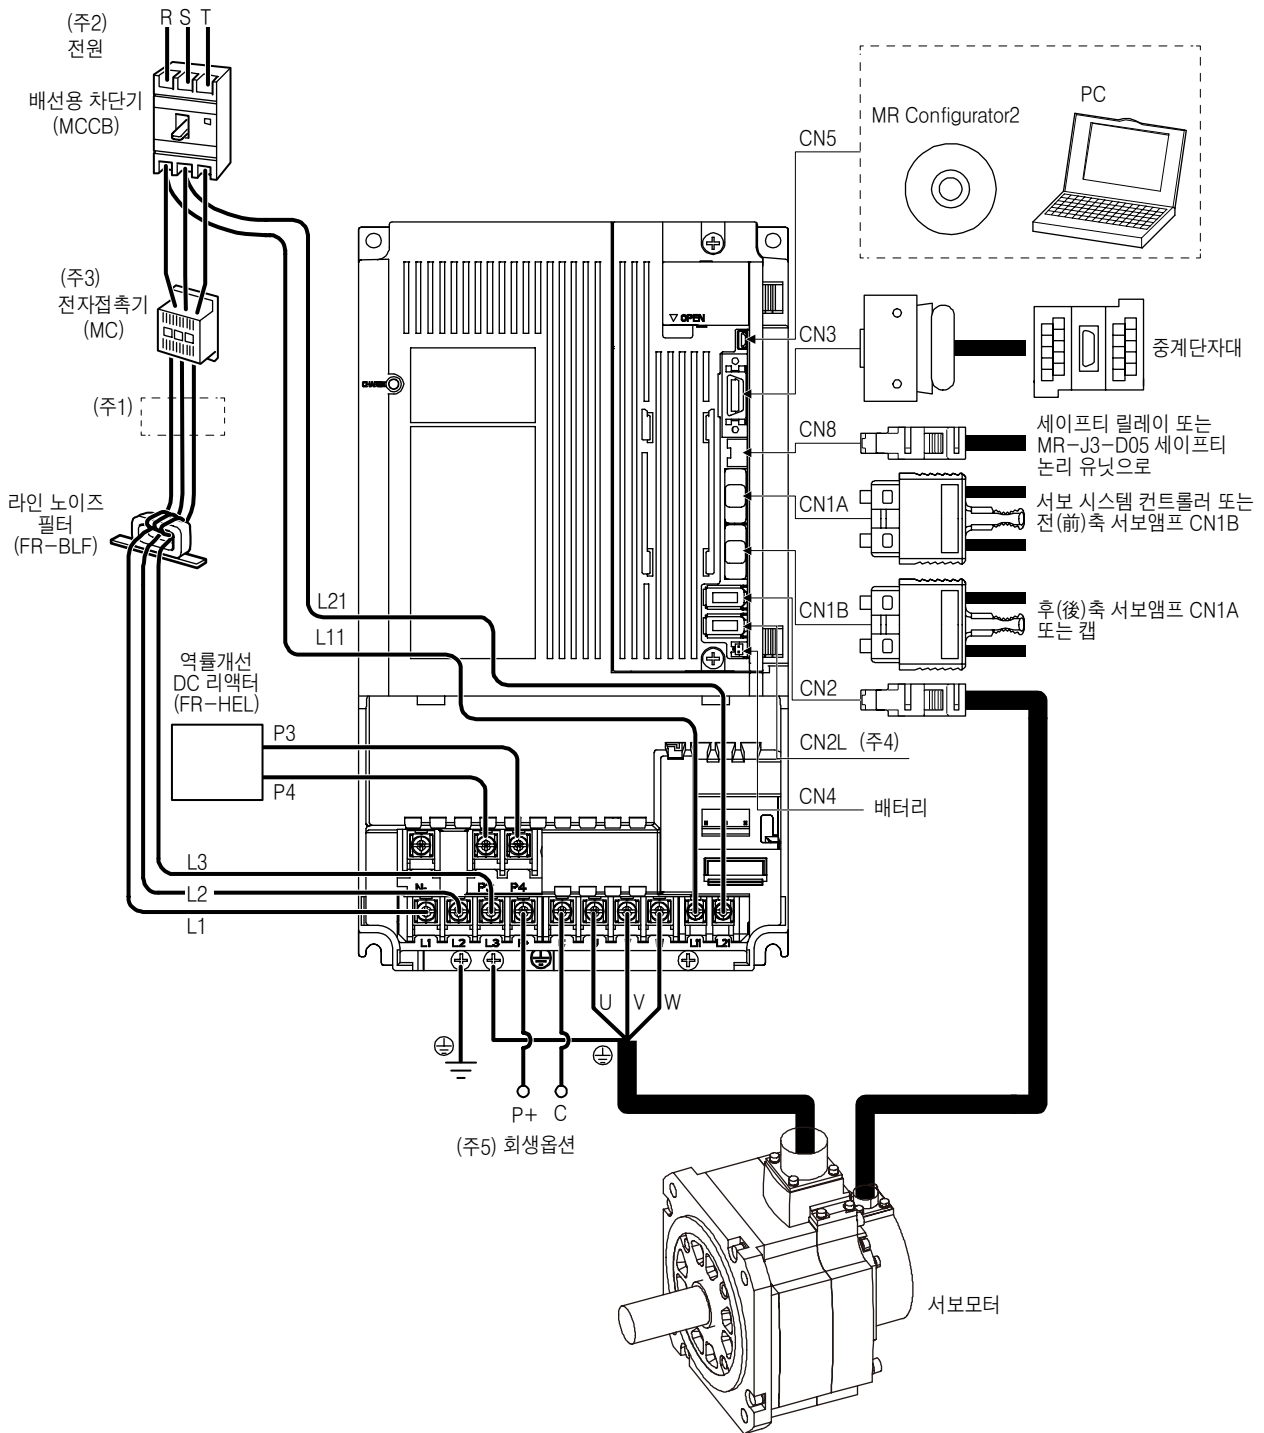 (주2)
전원
R S T
배선용 차단기
(MCCB)
(주3)
전자접촉기
(MC)
(주1)
라인 노이즈
필터
(FR-BLF)
L21
L11
역률개선
DC 리액터
(FR-HEL)
P3
P4
L3
L2
L1
▽ OPEN
CHARGE
N-
P4
L1 L2 L3
L11 L21
U V W
P+ C
(주5) 회생옵션
MR Configurator2
PC
CN5
CN3
중계단자대
CN8
세이프티 릴레이 또는
MR-J3-D05 세이프티
논리 유닛으로
CN1A
서보 시스템 컨트롤러 또는
전(前)축 서보앰프 CN1B
CN1B
후(後)축 서보앰프 CN1A
또는 캡
CN2
CN2L (주4)
CN4
배터리
서보모터